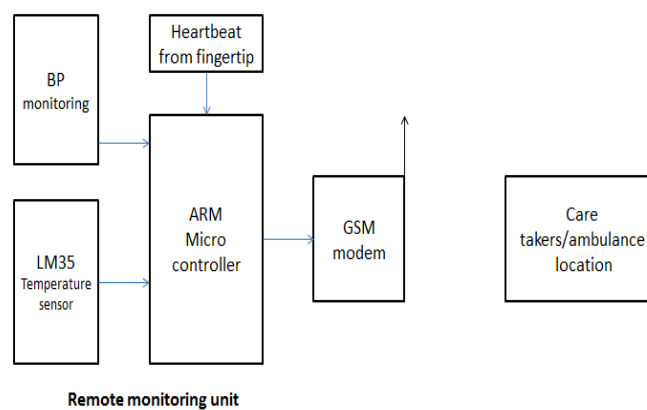 Heartbeat
from fingertip
BP
monitoring
ARM
Micro
controller
LM35
Temperature
sensor
GSM
modem
Care
takers/ambulance
location
Remote monitoring unit